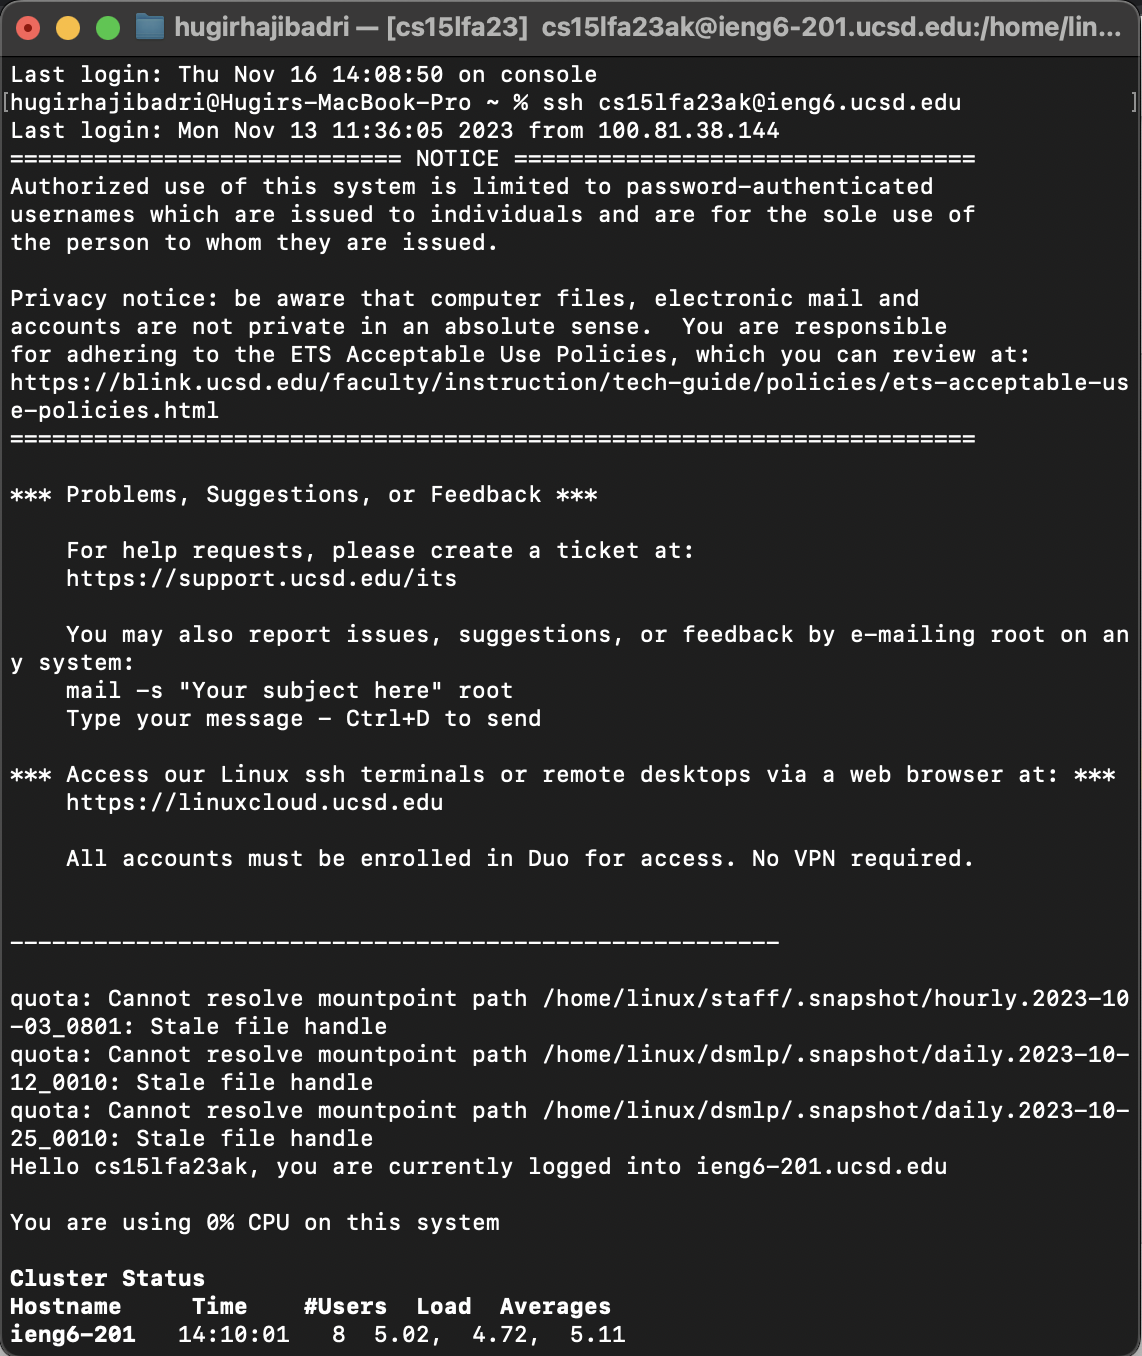 hugirhajibadri — [cs15lfa23] cs15lfa23ak@ieng6-201.ucsd.edu:/home/lin...
Last login: Thu Nov 16 14:08:50 on console
[hugirhajibadri@Hugirs-MacBook-Pro ~ % ssh cs15lfa23ak@ieng6.ucsd.edu ]
Last login: Mon Nov 13 11:36:05 2023 from 100.81.38.144
============================ NOTICE =================================
Authorized use of this system is limited to password-authenticated
usernames which are issued to individuals and are for the sole use of
the person to whom they are issued.

Privacy notice: be aware that computer files, electronic mail and
accounts are not private in an absolute sense.  You are responsible
for adhering to the ETS Acceptable Use Policies, which you can review at:
https://blink.ucsd.edu/faculty/instruction/tech-guide/policies/ets-acceptable-us
e-policies.html
=====================================================================

*** Problems, Suggestions, or Feedback ***

    For help requests, please create a ticket at:
    https://support.ucsd.edu/its

    You may also report issues, suggestions, or feedback by e-mailing root on an
y system:
    mail -s "Your subject here" root
    Type your message - Ctrl+D to send

*** Access our Linux ssh terminals or remote desktops via a web browser at: ***
    https://linuxcloud.ucsd.edu

    All accounts must be enrolled in Duo for access. No VPN required.


-------------------------------------------------------

quota: Cannot resolve mountpoint path /home/linux/staff/.snapshot/hourly.2023-10
-03_0801: Stale file handle
quota: Cannot resolve mountpoint path /home/linux/dsmlp/.snapshot/daily.2023-10-
12_0010: Stale file handle
quota: Cannot resolve mountpoint path /home/linux/dsmlp/.snapshot/daily.2023-10-
25_0010: Stale file handle
Hello cs15lfa23ak, you are currently logged into ieng6-201.ucsd.edu

You are using 0% CPU on this system

Cluster Status
Hostname     Time    #Users  Load  Averages
ieng6-201   14:10:01   8  5.02,  4.72,  5.11